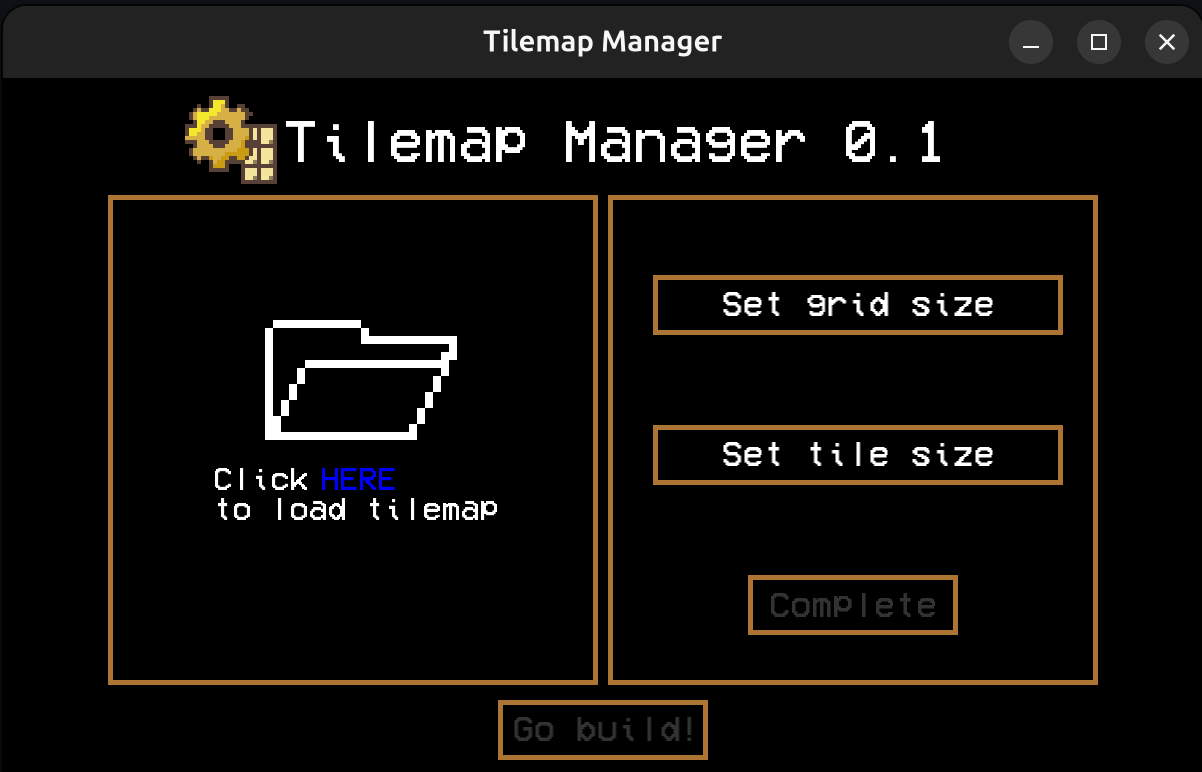 Tilemap Manager
Tilemap Manager 0.1
Click HERE
to load tilemap
Set grid size
Set tile size
Complete
Go build!